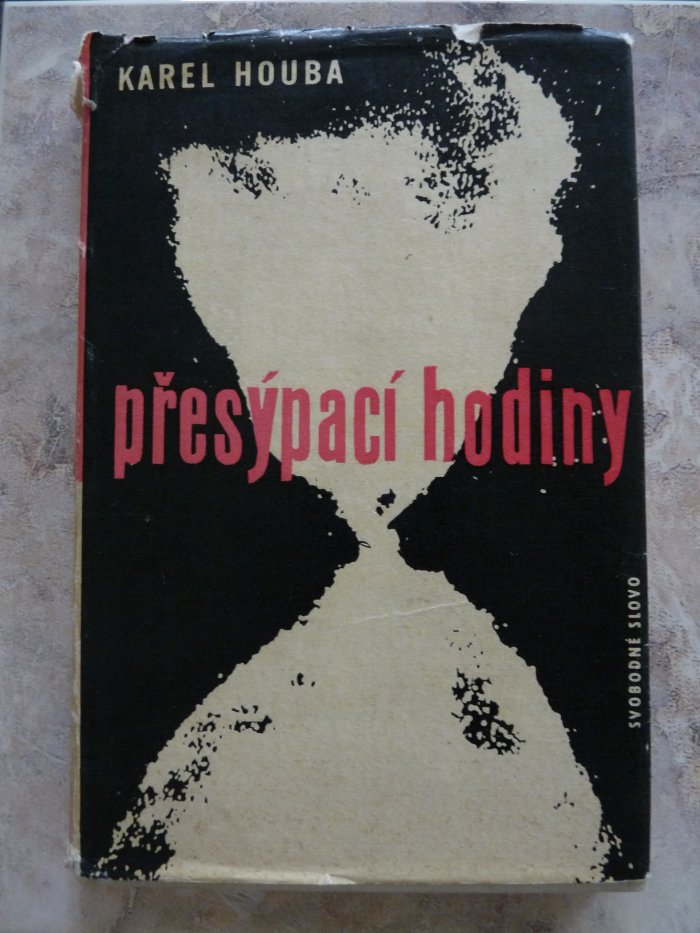 KAREL HOUBA
přesýpací hodiny
SVOBODNÉ SLOVO